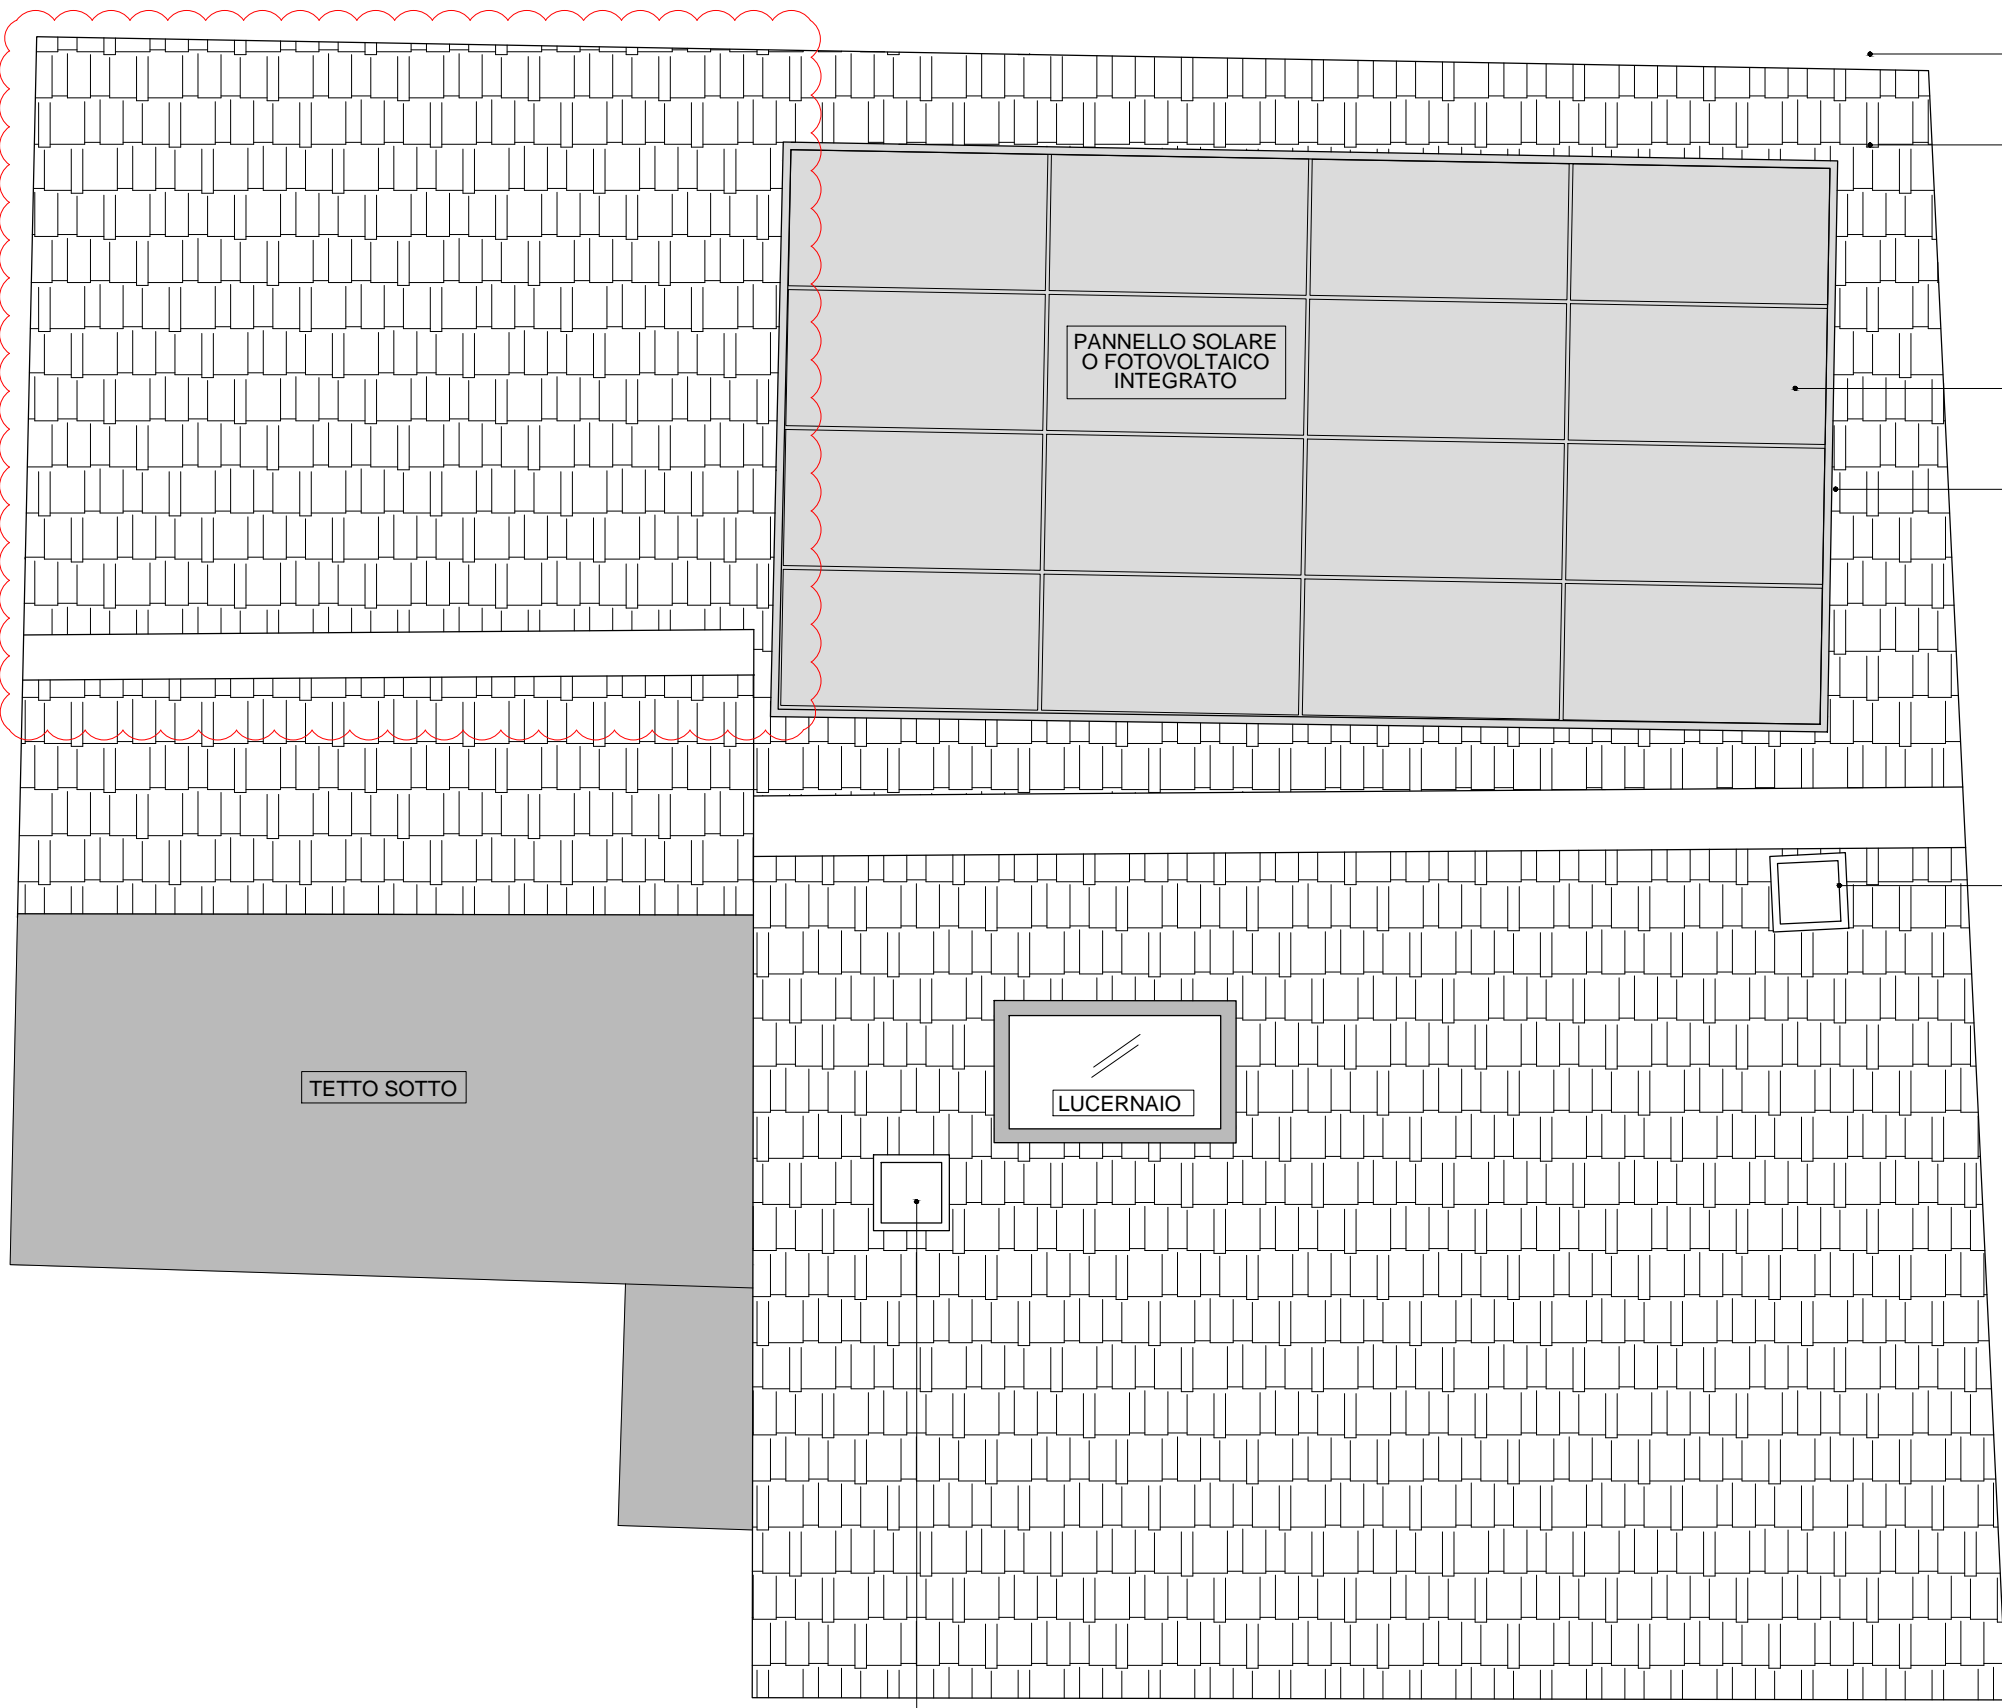 PANNELLO SOLARE
O FOTOVOLTAICO
INTEGRATO
TETTO SOTTO
LUCERNAIO